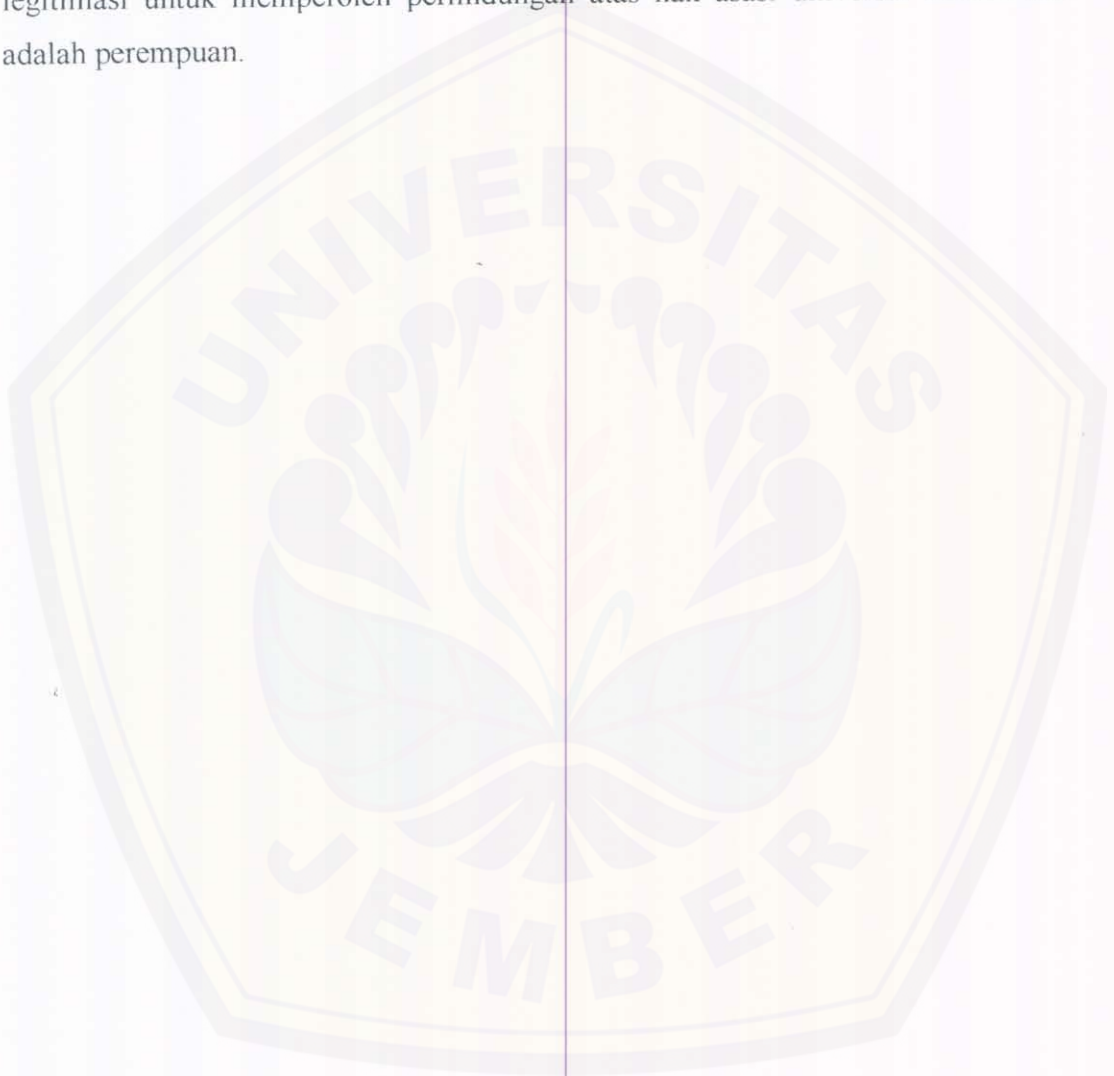 legitimasi untuk memperoleh perlindungan atas hak asasi
adalah perempuan.
UNIVERSITAS
JEMBER